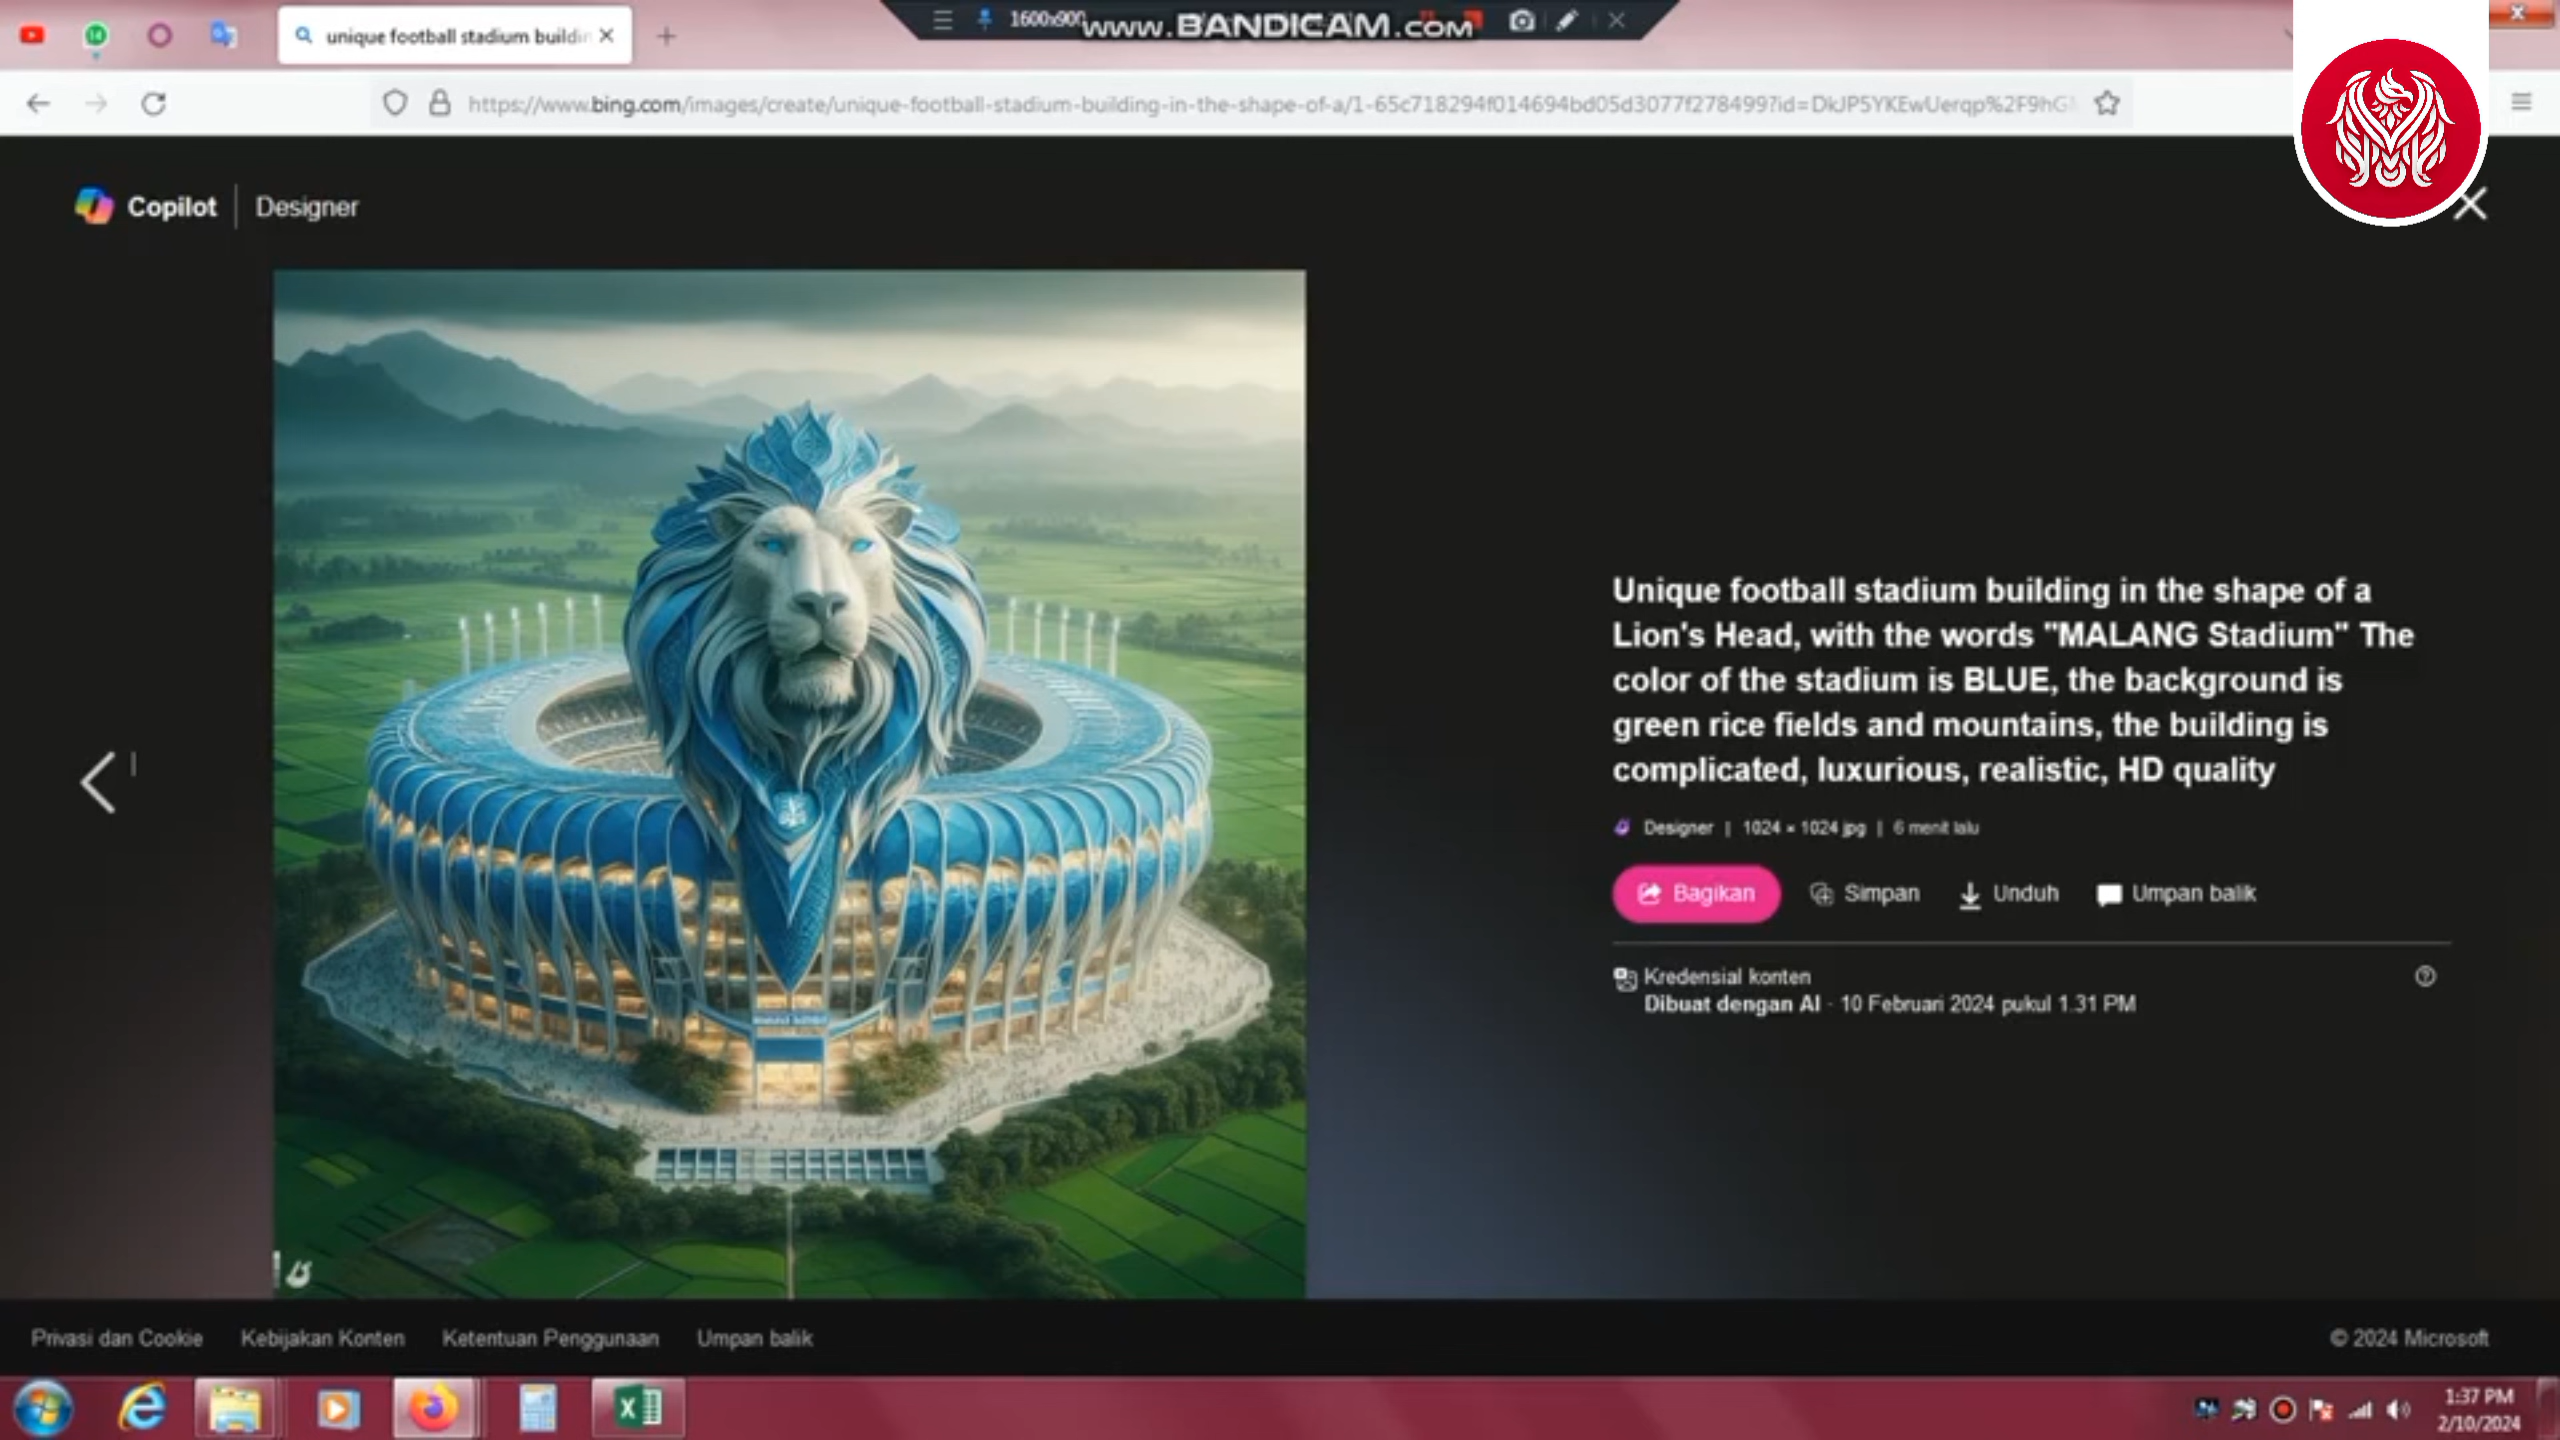 unique football stadium buildin
1600x900
www.BANDICAM.com
https://www.bing.com/images/create/unique-football-stadium-building-in-the-shape-of-a/1-65c718294f014694bd05d3077f278499?id=DkJP5YKEwUerqp%2F9hG
Copilot | Designer
Unique football stadium building in the shape of a
Lion's Head, with the words "MALANG Stadium" The
color of the stadium is BLUE, the background is
green rice fields and mountains, the building is
complicated, luxurious, realistic, HD quality
Designer | 1024 × 1024 jpg | 6 menit lalu
Bagikan Simpan Unduh Umpan balik
Kredensial konten
Dibuat dengan AI · 10 Februari 2024 pukul 1.31 PM
Privasi dan Cookie Kebijakan Konten Ketentuan Penggunaan Umpan balik © 2024 Microsoft
1:37 PM
2/10/2024